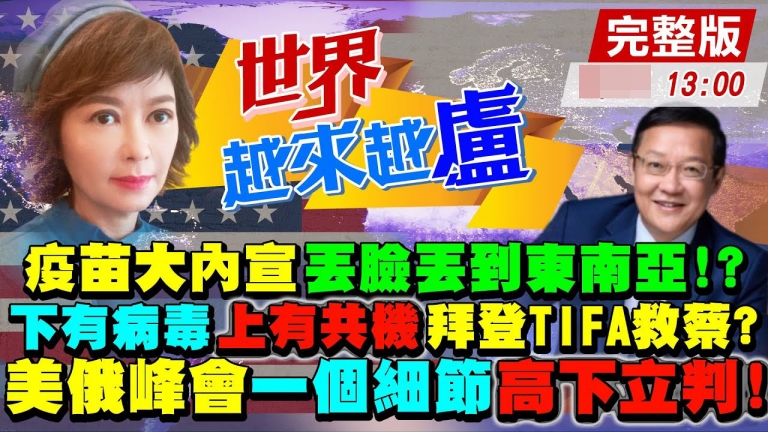 世界
越來越盧
完整版
13:00
疫苗大內宣丟臉丟到東南亞!?
下有病毒上有共機拜登TIFA救蔡?
美俄峰會一個細節高下立判!